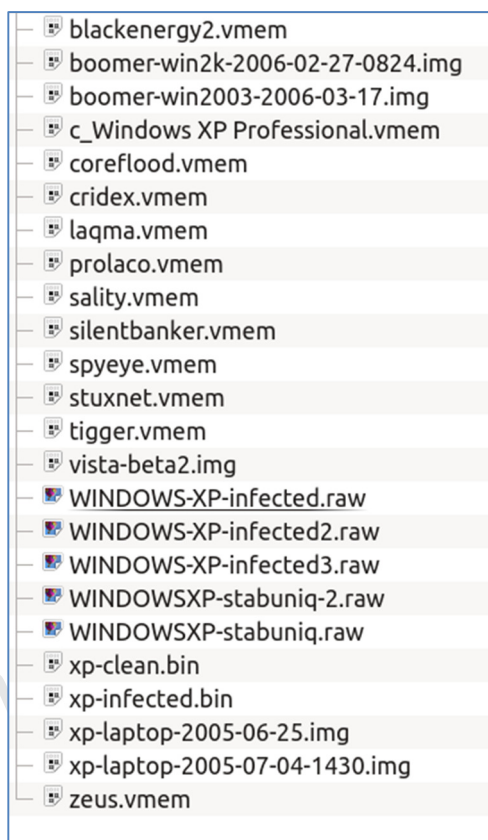 blackenergy2.vmem
boomer-win2k-2006-02-27-0824.img
boomer-win2003-2006-03-17.img
c_Windows XP Professional.vmem
coreflood.vmem
cridex.vmem
laqma.vmem
prolaco.vmem
sality.vmem
silentbanker.vmem
spyeye.vmem
stuxnet.vmem
tigger.vmem
vista-beta2.img
WINDOWS-XP-infected.raw
WINDOWS-XP-infected2.raw
WINDOWS-XP-infected3.raw
WINDOWSXP-stabuniq-2.raw
WINDOWSXP-stabuniq.raw
xp-clean.bin
xp-infected.bin
xp-laptop-2005-06-25.img
xp-laptop-2005-07-04-1430.img
zeus.vmem